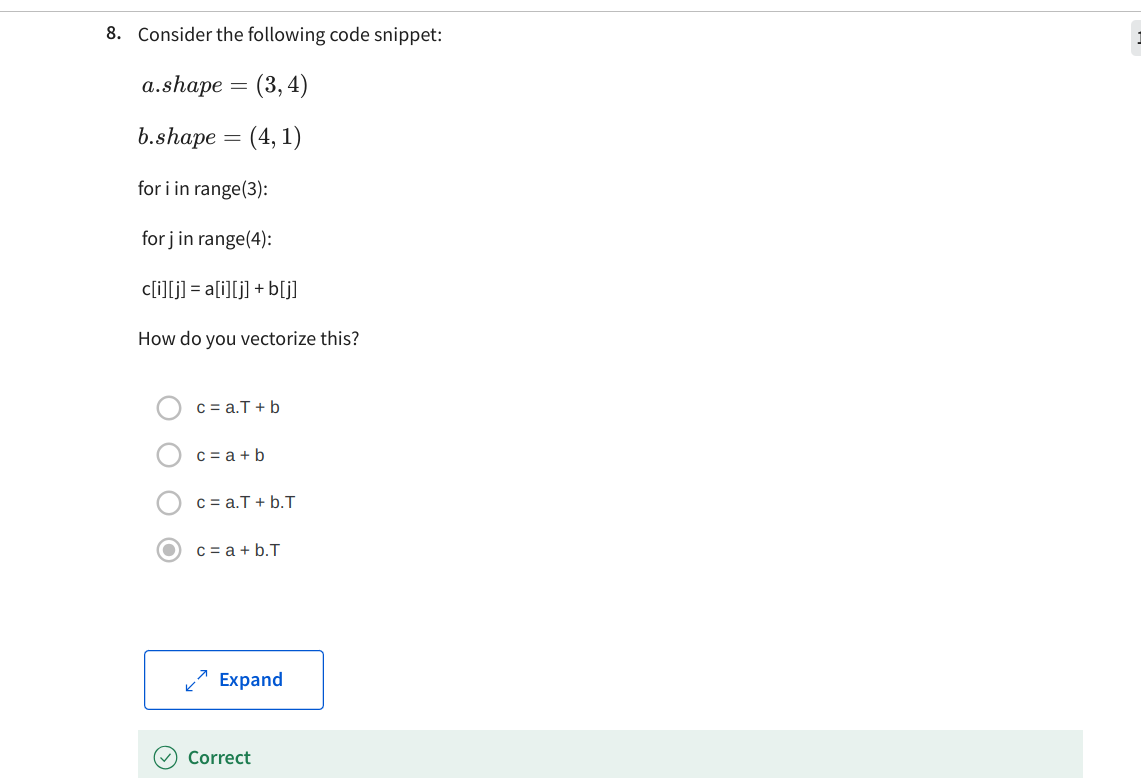 8. Consider the following code snippet:
a.shape = (3, 4)
b.shape = (4, 1)
for i in range(3):
for j in range(4):
c[i][j] = a[i][j] + b[j]
How do you vectorize this?
c = a.T + b
c = a + b
c = a.T + b.T
c = a + b.T
Expand
Correct